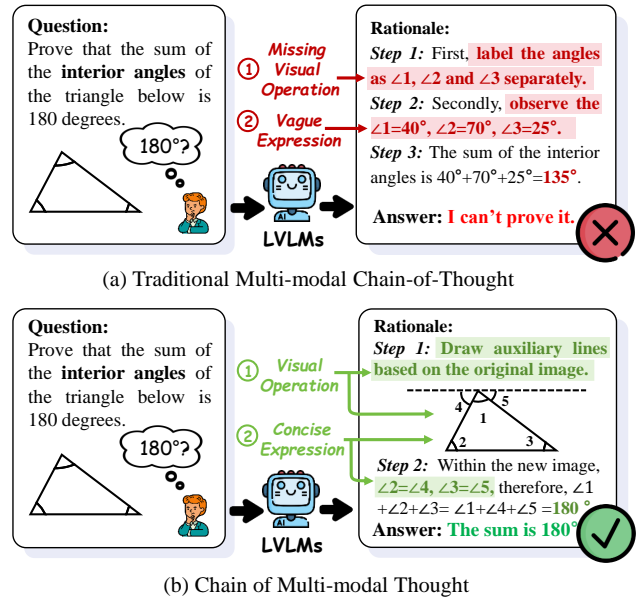 Question:
Prove that the sum of
the interior angles of
the triangle below is
180 degrees.
180°?
① Missing
Visual
Operation
② Vague
Expression
AI
LVLMs
Rationale:
Step 1: First, label the angles
as ∠1, ∠2 and ∠3 separately.
Step 2: Secondly, observe the
∠1=40°, ∠2=70°, ∠3=25°.
Step 3: The sum of the interior
angles is 40°+70°+25°=135°.
Answer: I can't prove it.
(a) Traditional Multi-modal Chain-of-Thought
Question:
Prove that the sum of
the interior angles of
the triangle below is
180 degrees.
180°?
① Visual
Operation
② Concise
Expression
AI
LVLMs
Rationale:
Step 1: Draw auxiliary lines
based on the original image.
4 5
1
2 3
Step 2: Within the new image,
∠2=∠4, ∠3=∠5, therefore, ∠1
+∠2+∠3= ∠1+∠4+∠5 =180 °
Answer: The sum is 180°
(b) Chain of Multi-modal Thought